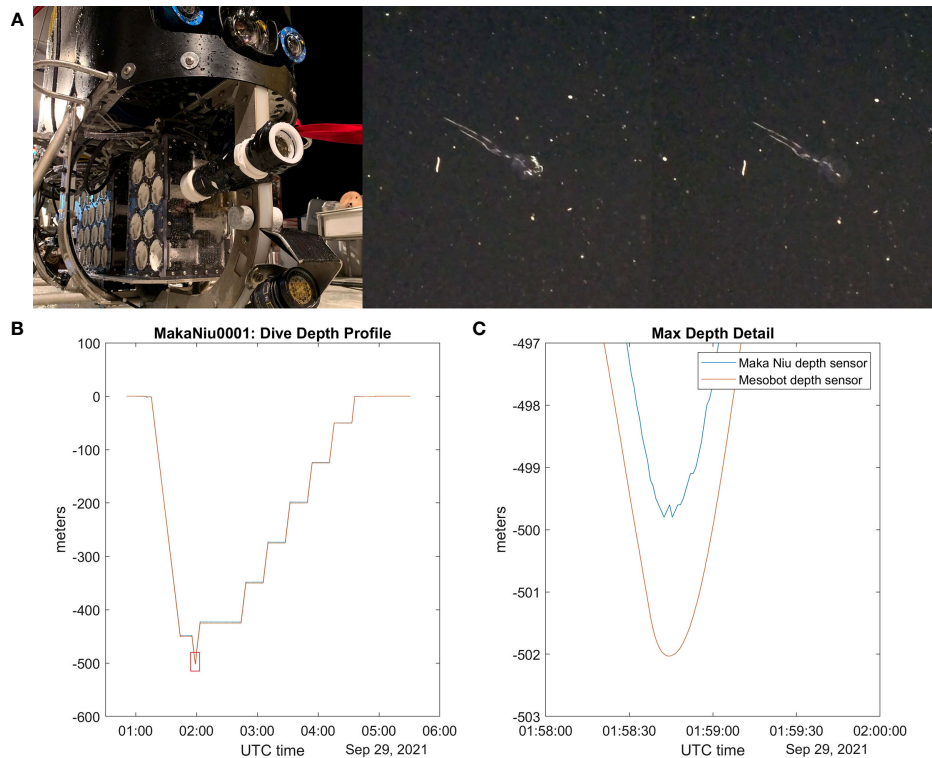 A
B
MakaNiu0001: Dive Depth Profile
100
0
-100
-200
-300
-400
-500
-600
meters
01:00 02:00 03:00 04:00 05:00 06:00
UTC time
Sep 29, 2021
C
Max Depth Detail
-497
-498
-499
-500
-501
-502
-503
meters
Maka Niu depth sensor
Mesobot depth sensor
01:58:00 01:58:30 01:59:00 01:59:30 02:00:00
UTC time
Sep 29, 2021